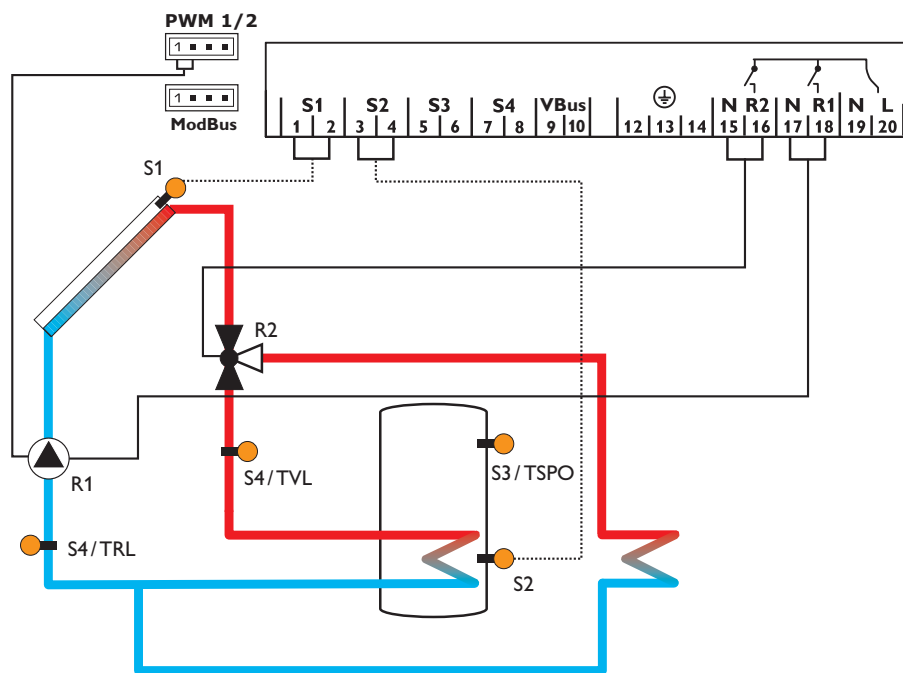 PWM 1/2
1
1
ModBus
S1 S2 S3 S4 VBus N R2 N R1 N L
1 2 3 4 5 6 7 8 9 10 12 13 14 15 16 17 18 19 20
S1
R2
S4/TVL
S3/TSPO
R1
S4/TRL
S2